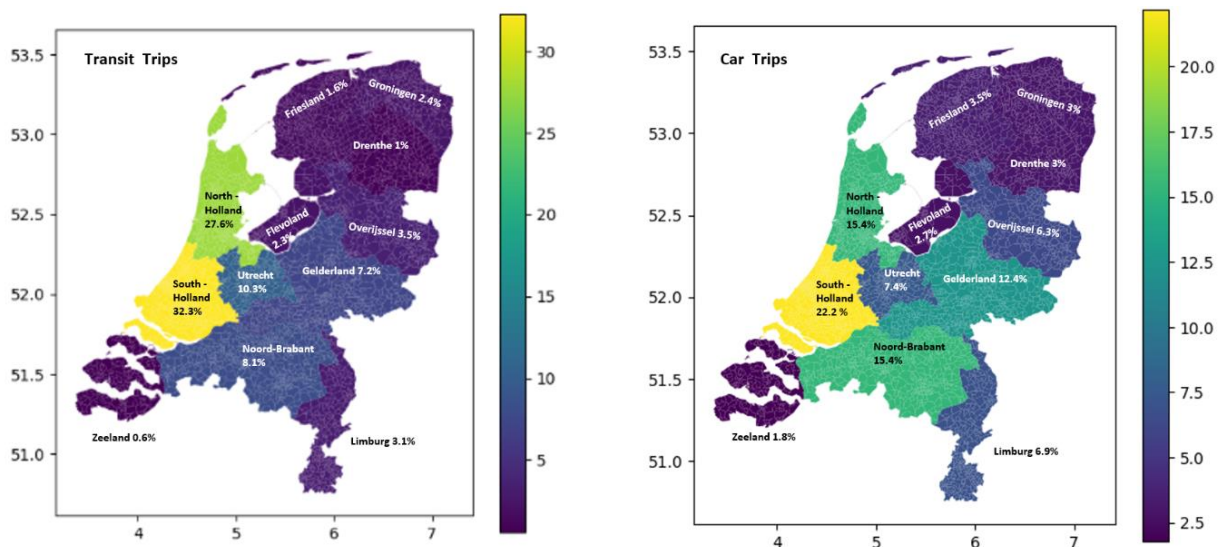 Transit Trips
53.5
53.0
52.5
52.0
51.5
51.0
4
5
6
7
30
25
20
15
10
5
Friesland 1.6%
Groningen 2.4%
Drenthe 1%
North -
Holland
27.6%
Flevoland
2.3%
Overijssel 3.5%
Utrecht
10.3%
Gelderland 7.2%
South -
Holland
32.3%
Noord-Brabant
8.1%
Zeeland 0.6%
Limburg 3.1%
Car Trips
53.5
53.0
52.5
52.0
51.5
51.0
4
5
6
7
20.0
17.5
15.0
12.5
10.0
7.5
5.0
2.5
Friesland 3.5%
Groningen 3%
Drenthe 3%
North -
Holland
15.4%
Flevoland
2.7%
Overijssel 6.3%
Utrecht
7.4%
Gelderland 12.4%
South -
Holland
22.2 %
Noord-Brabant
15.4%
Zeeland 1.8%
Limburg 6.9%